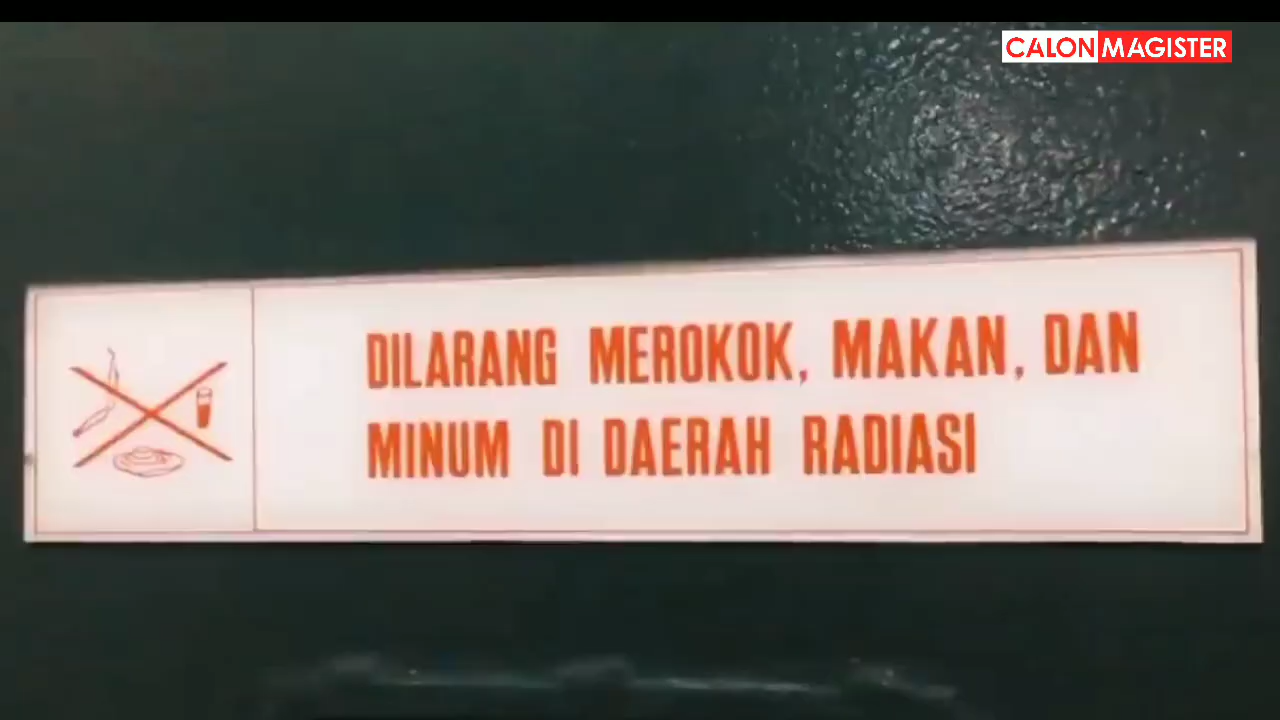 CALON MAGISTER
DILARANG MEROKOK, MAKAN, DAN
MINUM DI DAERAH RADIASI